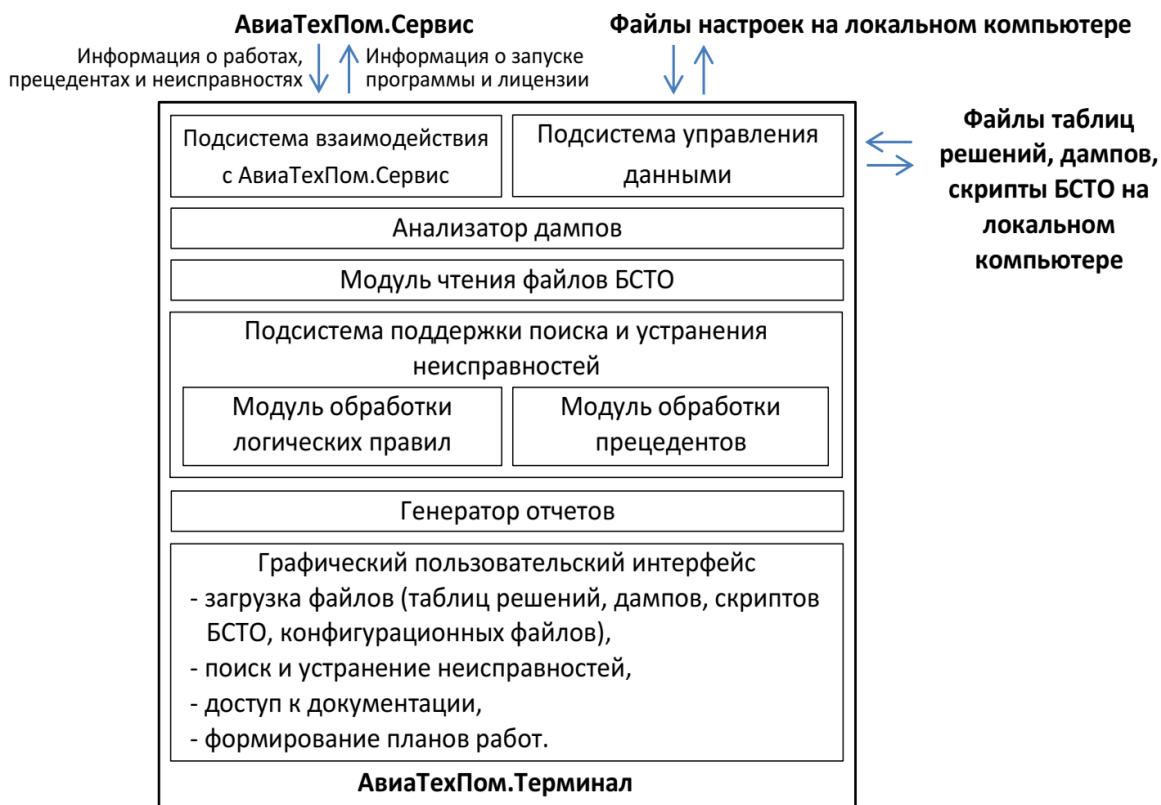 АвиаТехПом.Сервис
Файлы настроек на локальном компьютере
Информация о работах,
прецедентах и неисправностях
Информация о запуске
программы и лицензии
Подсистема взаимодействия
с АвиаТехПом.Сервис
Подсистема управления
данными
Файлы таблиц
решений, дампов,
скрипты БСТО на
локальном
компьютере
Анализатор дампов
Модуль чтения файлов БСТО
Подсистема поддержки поиска и устранения
неисправностей
Модуль обработки
логических правил
Модуль обработки
прецедентов
Генератор отчетов
Графический пользовательский интерфейс
- загрузка файлов (таблиц решений, дампов, скриптов
БСТО, конфигурационных файлов),
- поиск и устранение неисправностей,
- доступ к документации,
- формирование планов работ.
АвиаТехПом.Терминал